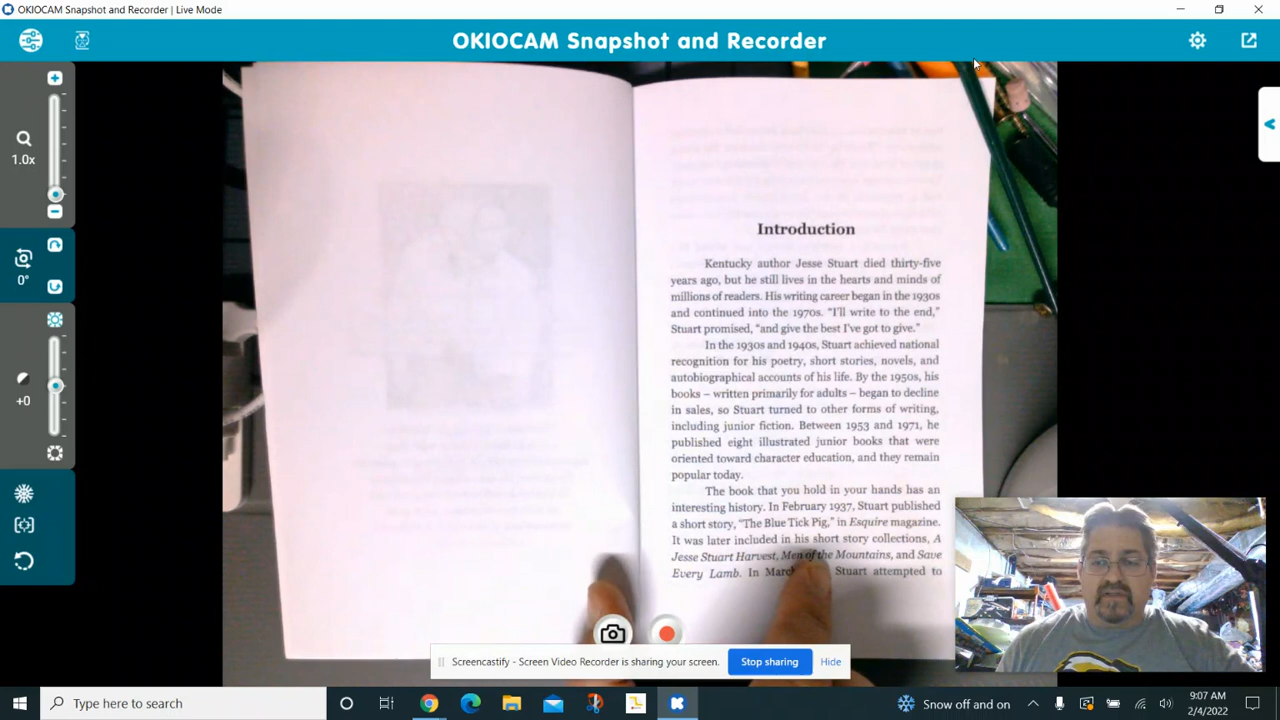 OKIOCAM Snapshot and Recorder | Live Mode
OKIOCAM Snapshot and Recorder
1.0x
0°
+0
Introduction
Kentucky author Jesse Stuart died thirty-five
years ago, but he still lives in the hearts and minds of
millions of readers. His writing career began in the 1930s
and continued into the 1970s. “I’ll write to the end,”
Stuart promised, “and give the best I’ve got to give.”
In the 1930s and 1940s, Stuart achieved national
recognition for his poetry, short stories, novels, and
autobiographical accounts of his life. By the 1950s, his
books – written primarily for adults – began to decline
in sales, so Stuart turned to other forms of writing,
including junior fiction. Between 1953 and 1971, he
published eight illustrated junior books that were
oriented toward character education, and they remain
popular today.
The book that you hold in your hands has an
interesting history. In February 1937, Stuart published
a short story, “The Blue Tick Pig,” in Esquire magazine.
It was later included in his short story collections, A
Jesse Stuart Harvest, Men of the Mountains, and Save
Every Lamb. In March Stuart attempted to
Screencastify - Screen Video Recorder is sharing your screen.
Stop sharing
Hide
Type here to search
Snow off and on
9:07 AM
2/4/2022